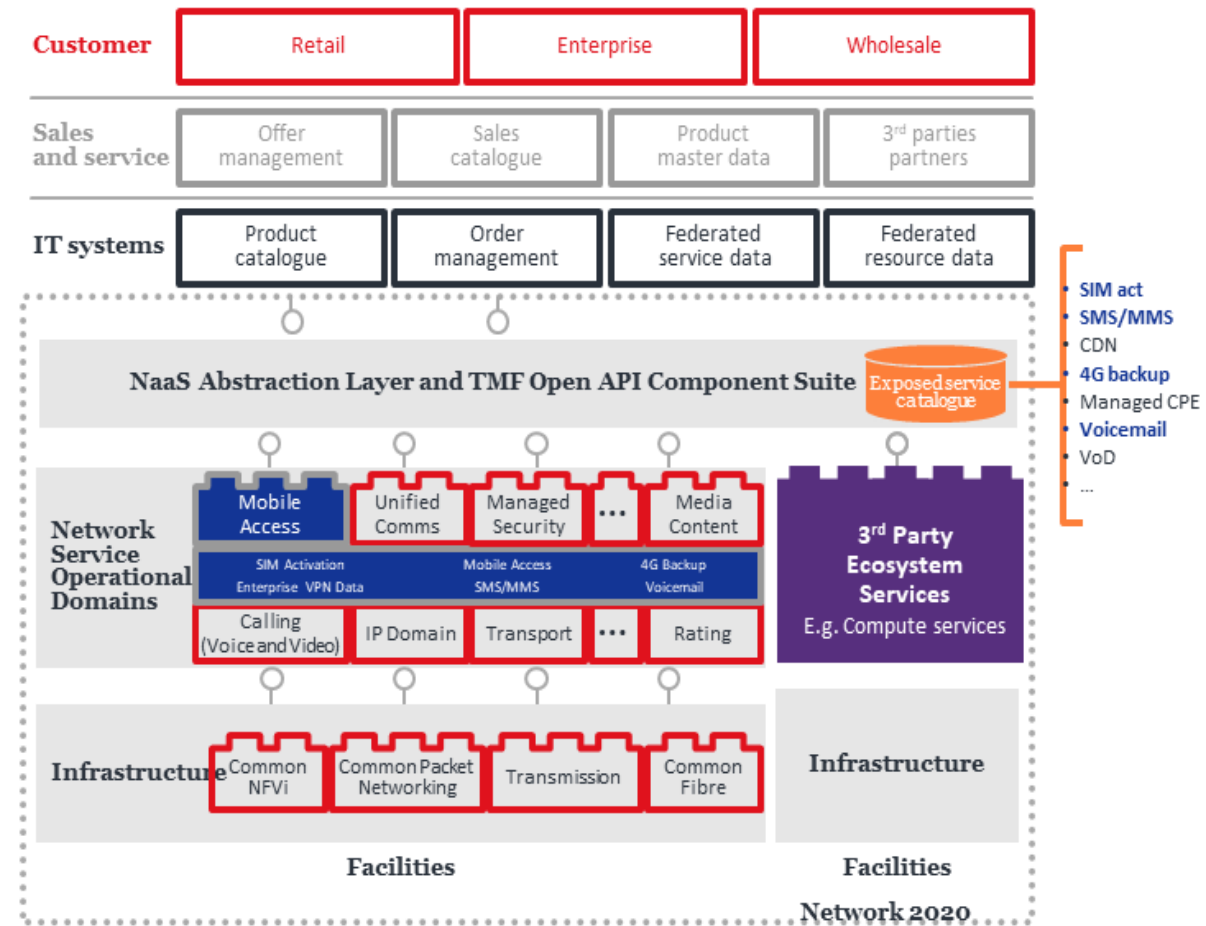 Customer
Retail
Enterprise
Wholesale
Sales
and service
Offer
management
Sales
catalogue
Product
master data
3rd parties
partners
IT systems
Product
catalogue
Order
management
Federated
service data
Federated
resource data
• SIM act
• SMS/MMS
• CDN
• 4G backup
• Managed CPE
• Voicemail
• VoD
• ...
NaaS Abstraction Layer and TMF Open API Component Suite
Exposed service
catalogue
Network
Service
Operational
Domains
Mobile
Access
Unified
Comms
Managed
Security
...
Media
Content
SIM Activation
Mobile Access
4G Backup
Enterprise VPN Data
SMS/MMS
Voicemail
Calling
(Voice and Video)
IP Domain
Transport
...
Rating
3rd Party
Ecosystem
Services
E.g. Compute services
Infrastructure
Common
NFVi
Common Packet
Networking
Transmission
Common
Fibre
Infrastructure
Facilities
Facilities
Network 2020